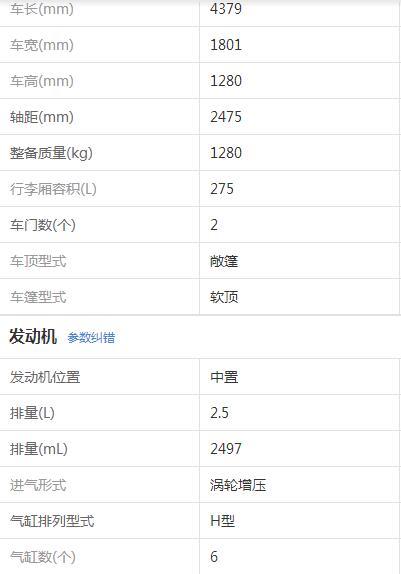 车长(mm) 4379
车宽(mm) 1801
车高(mm) 1280
轴距(mm) 2475
整备质量(kg) 1280
行李厢容积(L) 275
车门数(个) 2
车顶型式 敞篷
车篷型式 软顶
发动机 参数纠错
发动机位置 中置
排量(L) 2.5
排量(mL) 2497
进气形式 涡轮增压
气缸排列型式 H型
气缸数(个) 6